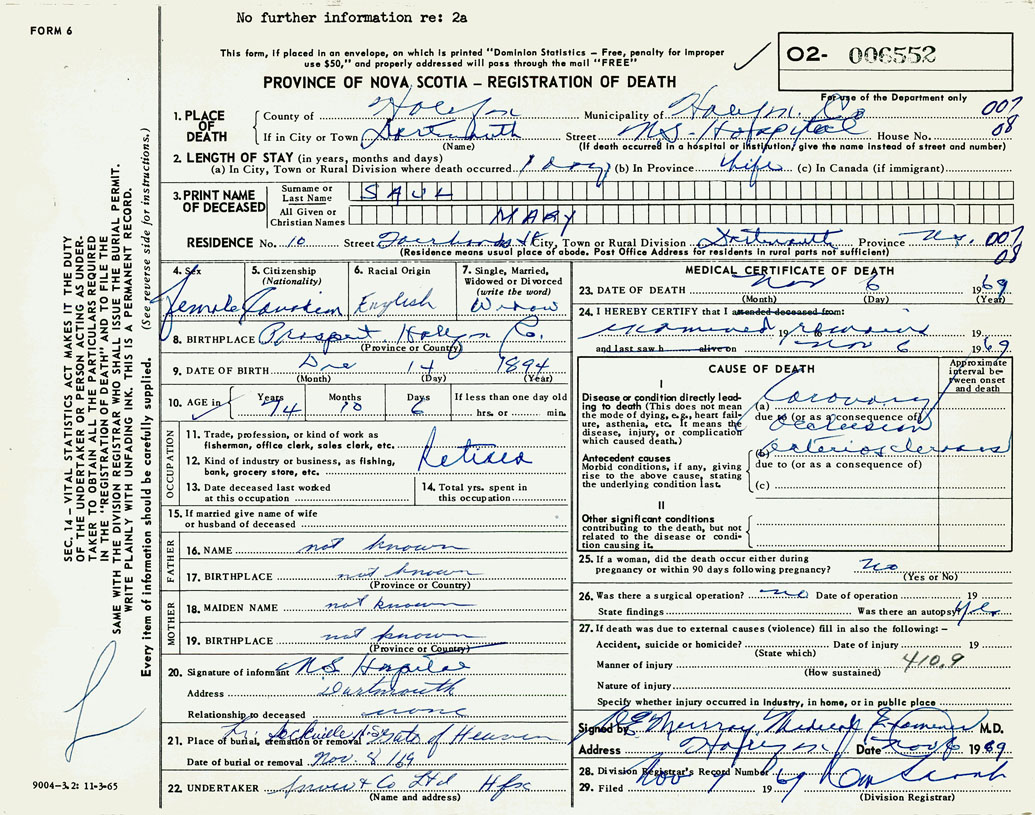 No further information re: 2a
FORM 6
This form, if placed in an envelope, on which is printed "Dominion Statistics – Free, penalty for improper
use $50," and properly addressed will pass through the mail "FREE"
PROVINCE OF NOVA SCOTIA – REGISTRATION OF DEATH
O2- 006552
For use of the Department only
007
08
SEC. 14 – VITAL STATISTICS ACT MAKES IT THE DUTY
OF THE UNDERTAKER OR PERSON ACTING AS UNDER-
TAKER TO OBTAIN ALL THE PARTICULARS REQUIRED
IN THE "REGISTRATION OF DEATH" AND TO FILE THE
SAME WITH THE DIVISION REGISTRAR WHO SHALL ISSUE THE BURIAL PERMIT.
WRITE PLAINLY WITH UNFADING INK. THIS IS A PERMANENT RECORD.
Every item of information should be carefully supplied. (See reverse side for instructions.)
1. PLACE OF DEATH
County of Halifax Municipality of Halifax Co
If in City or Town Dartmouth Street N.S. Hospital House No.
(Name) (If death occurred in a hospital or institution, give the name instead of street and number)
2. LENGTH OF STAY (in years, months and days)
(a) In City, Town or Rural Division where death occurred 1 day (b) In Province Life (c) In Canada (if immigrant)
3. PRINT NAME OF DECEASED
Surname or Last Name SAUL
All Given or Christian Names MARY
RESIDENCE No. 10 Street City, Town or Rural Division Dartmouth Province N.S. 007
08
(Residence means usual place of abode. Post Office Address for residents in rural parts not sufficient)
4. Sex Female
5. Citizenship (Nationality) Canadian
6. Racial Origin English
7. Single, Married, Widowed or Divorced (write the word) Widow
8. BIRTHPLACE Prospect Halifax Co.
(Province or Country)
9. DATE OF BIRTH Dec 14 1894
(Month) (Day) (Year)
10. AGE in Years 74 Months 10 Days 6 If less than one day old
hrs. or min.
OCCUPATION
11. Trade, profession, or kind of work as
fisherman, office clerk, sales clerk, etc.
Retired
12. Kind of industry or business, as fishing,
bank, grocery store, etc.
13. Date deceased last worked
at this occupation
14. Total yrs. spent in
this occupation
15. If married give name of wife
or husband of deceased
FATHER
16. NAME not known
17. BIRTHPLACE not known
(Province or Country)
MOTHER
18. MAIDEN NAME not known
19. BIRTHPLACE not known
(Province or Country)
20. Signature of informant N.S Hospital
Address Dartmouth
Relationship to deceased none
21. Place of burial, cremation or removal Lr. Sackville N.S. Gate of Heaven
Date of burial or removal Nov. 8 /69
22. UNDERTAKER Snow & Co Ltd Hfx
(Name and address)
9004-3.2: 11-3-65
MEDICAL CERTIFICATE OF DEATH
23. DATE OF DEATH Nov 6 1969
(Month) (Day) (Year)
24. I HEREBY CERTIFY that I attended deceased from:
examined 19 remains 19
and last saw h alive on Nov 6 1969
CAUSE OF DEATH
Approximate interval between onset and death
I
Disease or condition directly lead-
ing to death (This does not mean
the mode of dying, e.g., heart fail-
ure, asthenia, etc. It means the
disease, injury, or complication
which caused death.)
(a) Coronary
due to (or as a consequence of)
Occlusion
Antecedent causes
Morbid conditions, if any, giving
rise to the above cause, stating
the underlying condition last.
(b) arteriosclerosis
due to (or as a consequence of)
(c)
II
Other significant conditions
contributing to the death, but not
related to the disease or condi-
tion causing it.
25. If a woman, did the death occur either during
pregnancy or within 90 days following pregnancy? No
(Yes or No)
26. Was there a surgical operation? no Date of operation 19
State findings Was there an autopsy? Yes
27. If death was due to external causes (violence) fill in also the following: –
Accident, suicide or homicide? Date of injury 19
(State which)
Manner of injury 410.9
(How sustained)
Nature of injury
Specify whether injury occurred in Industry, in home, or in public place
Signed by Murray Medical Examiner M.D.
Address Halifax Date Nov 6 1969
28. Division Registrar's Record Number
29. Filed Nov 7 1969
(Division Registrar)